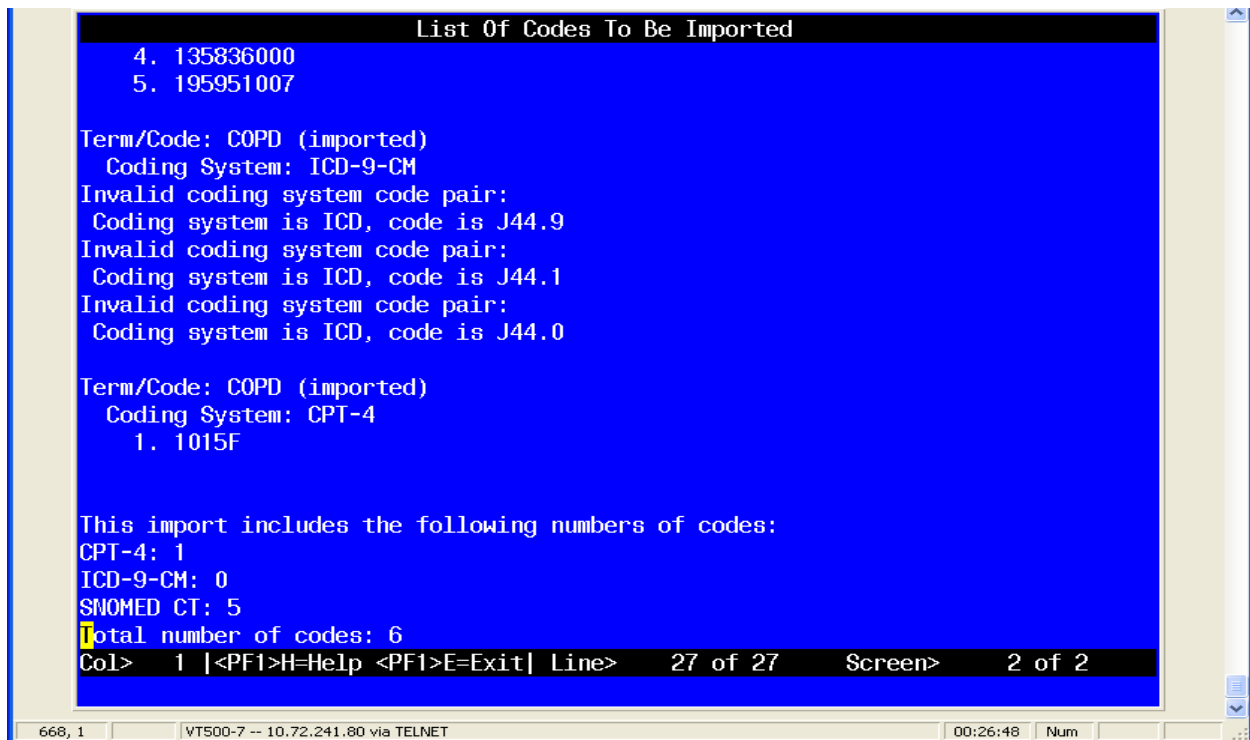 List Of Codes To Be Imported
4. 135836000
5. 195951007
Term/Code: COPD (imported)
Coding System: ICD-9-CM
Invalid coding system code pair:
Coding system is ICD, code is J44.9
Invalid coding system code pair:
Coding system is ICD, code is J44.1
Invalid coding system code pair:
Coding system is ICD, code is J44.0
Term/Code: COPD (imported)
Coding System: CPT-4
1. 1015F
This import includes the following numbers of codes:
CPT-4: 1
ICD-9-CM: 0
SNOMED CT: 5
Total number of codes: 6
Col> 1 |<PF1>H=Help <PF1>E=Exit| Line> 27 of 27 Screen> 2 of 2
668, 1 VT500-7 -- 10.72.241.80 via TELNET 00:26:48 Num